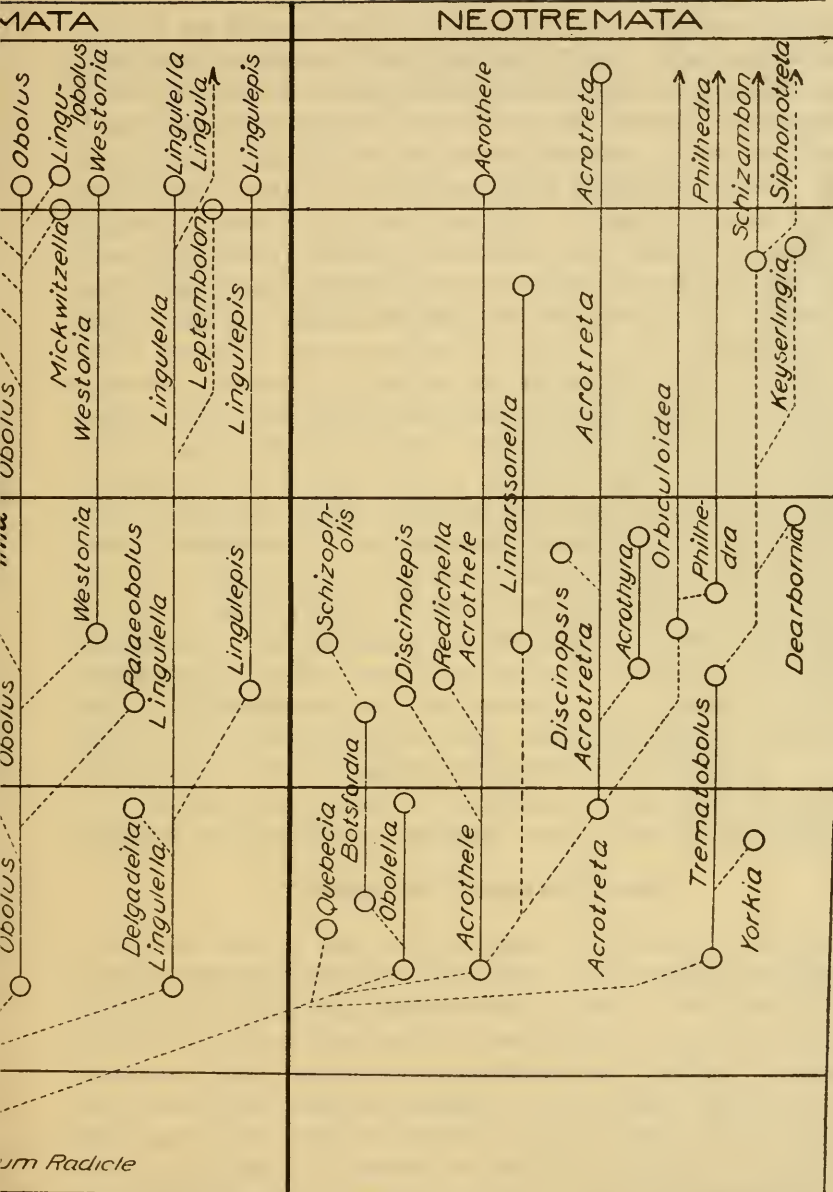 MATA
NEOTREMATA
Obolus
Lingu-
lobolus
Westonia
Lingulella
Lingula
Lingulepis
Acrothele
Acrotreta
Philhedra
Schizambon
Siphonotreta
Obolus
Mickwitzella
Westonia
Lingulella
Leptembolon
Lingulepis
Linnarssonella
Acrotreta
Orbiculoidea
Keyserlingia
Obolus
Westonia
Palaeobolus
Lingulella
Lingulepis
Schizoph-
olis
Discinolepis
Redlichella
Acrothele
Discinopsis
Acrotretra
Acrothyra
Philhe-
dra
Dearbornia
Obolus
Delgadella
Lingulella
Quebecia
Botsfordia
Obolella
Acrothele
Acrotreta
Trematobolus
Yorkia
um Radicle